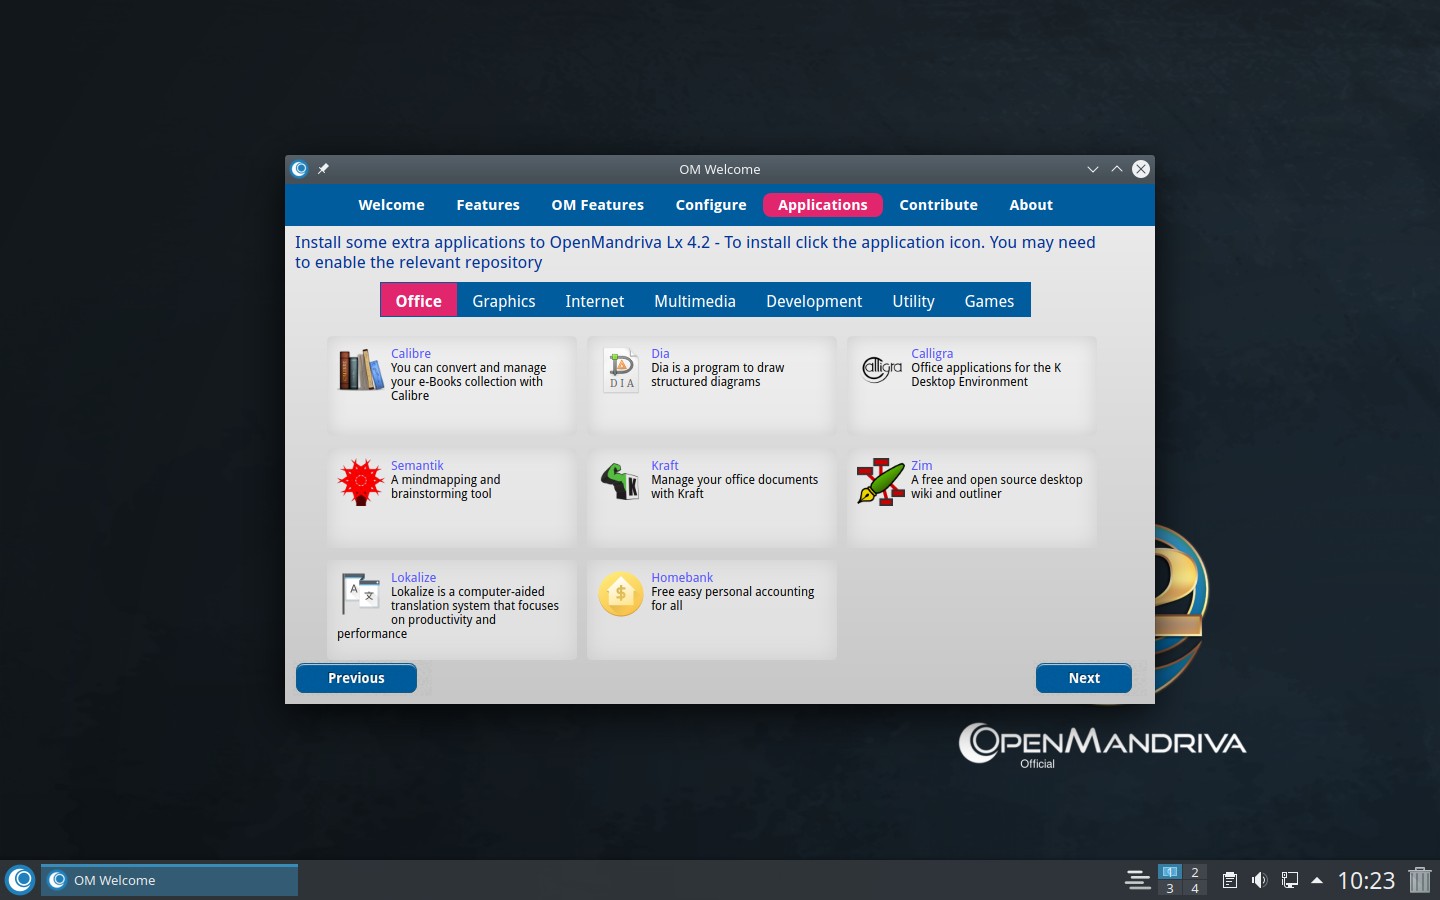 OM Welcome
Welcome Features OM Features Configure Applications Contribute About
Install some extra applications to OpenMandriva Lx 4.2 - To install click the application icon. You may need
to enable the relevant repository
Office Graphics Internet Multimedia Development Utility Games
Calibre
You can convert and manage
your e-Books collection with
Calibre
Dia
Dia is a program to draw
structured diagrams
DIA
Calligra
Office applications for the K
Desktop Environment
Calligra
Semantik
A mindmapping and
brainstorming tool
Kraft
Manage your office documents
with Kraft
K
Zim
A free and open source desktop
wiki and outliner
Lokalize
Lokalize is a computer-aided
translation system that focuses
on productivity and
performance
A 文
Homebank
Free easy personal accounting
for all
$
Previous
Next
2
OPENMANDRIVA
Official
OM Welcome
1 2
3 4
10:23